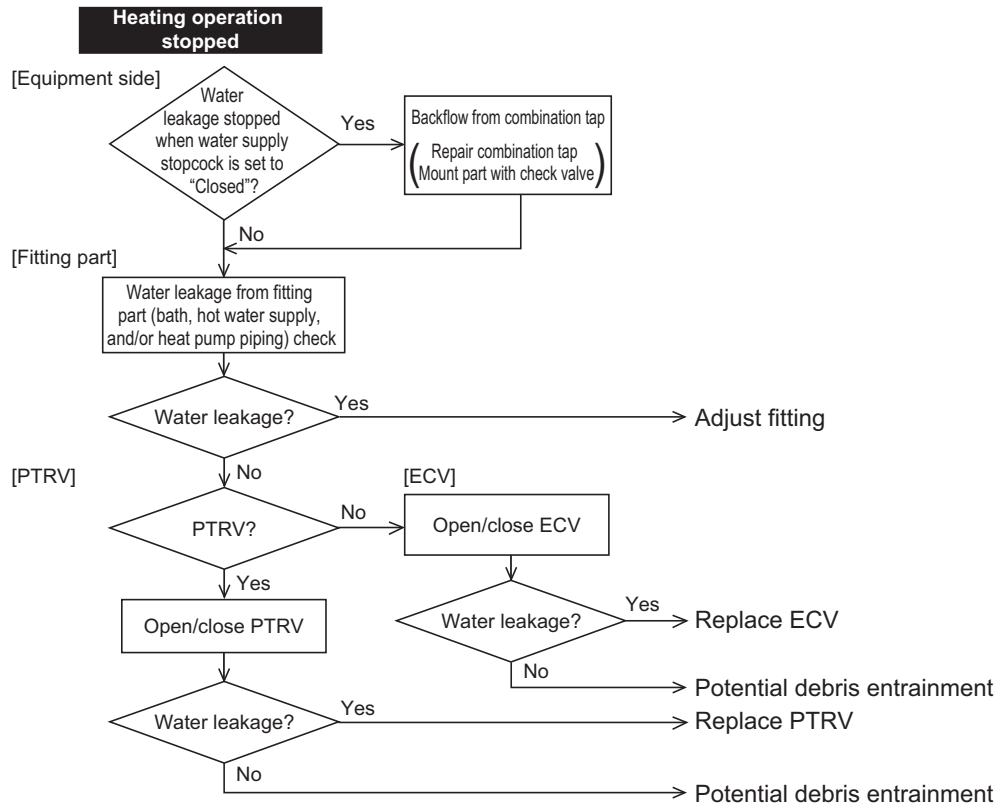 Heating operation
stopped
[Equipment side]
Water
leakage stopped
when water supply
stopcock is set to
“Closed”?
Yes
Backflow from combination tap
(Repair combination tap
Mount part with check valve)
No
[Fitting part]
Water leakage from fitting
part (bath, hot water supply,
and/or heat pump piping) check
Water leakage?
Yes
Adjust fitting
No
[PTRV]
[ECV]
PTRV?
No
Open/close ECV
Yes
Open/close PTRV
Water leakage?
Yes
Replace ECV
No
Potential debris entrainment
Water leakage?
Yes
Replace PTRV
No
Potential debris entrainment